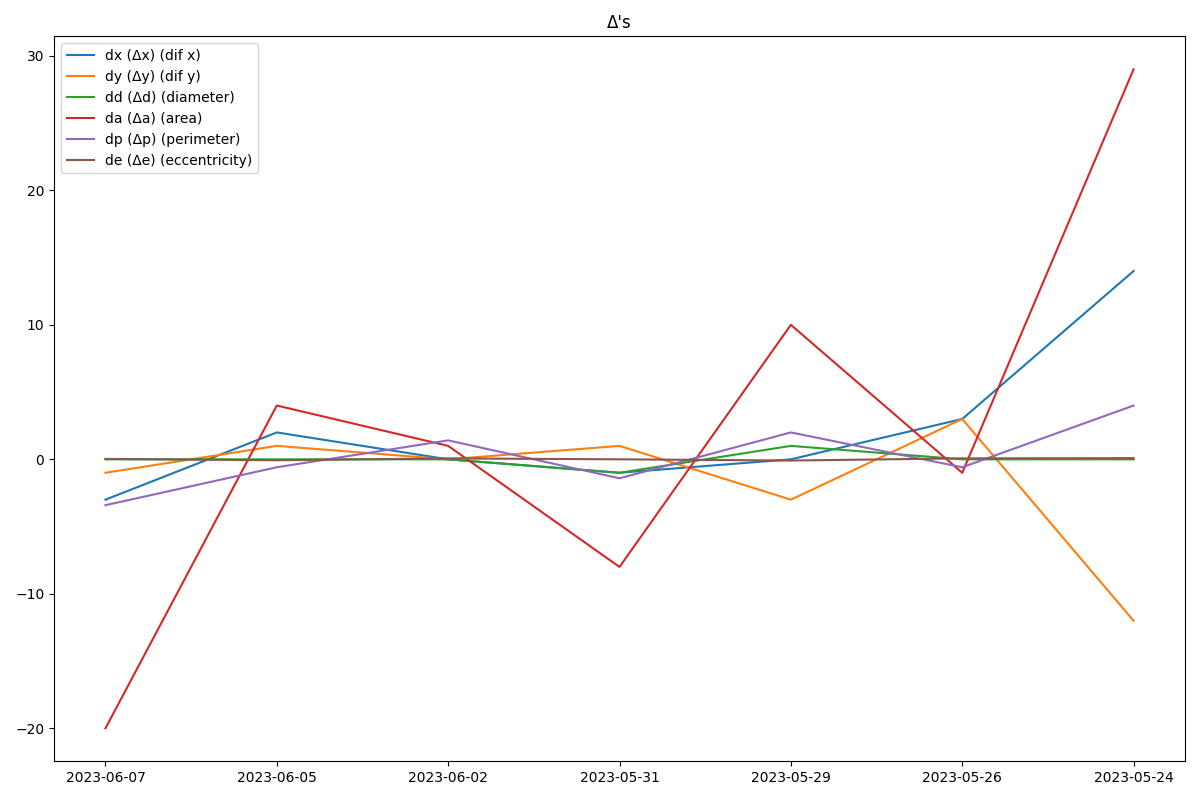 Δ's
dx (Δx) (dif x)
dy (Δy) (dif y)
dd (Δd) (diameter)
da (Δa) (area)
dp (Δp) (perimeter)
de (Δe) (eccentricity)
30
20
10
0
−10
−20
2023-06-07 2023-06-05 2023-06-02 2023-05-31 2023-05-29 2023-05-26 2023-05-24